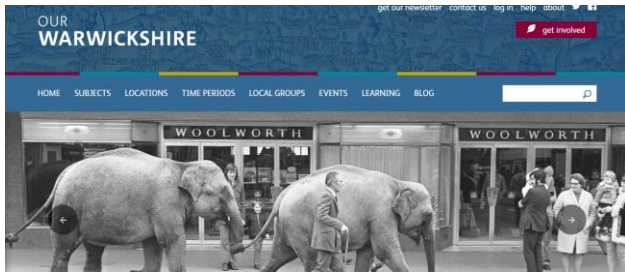 get our newsletter contact us log in help about
OUR
WARWICKSHIRE
get involved
HOME SUBJECTS LOCATIONS TIME PERIODS LOCAL GROUPS EVENTS LEARNING BLOG
WOOLWORTH WOOLWORTH